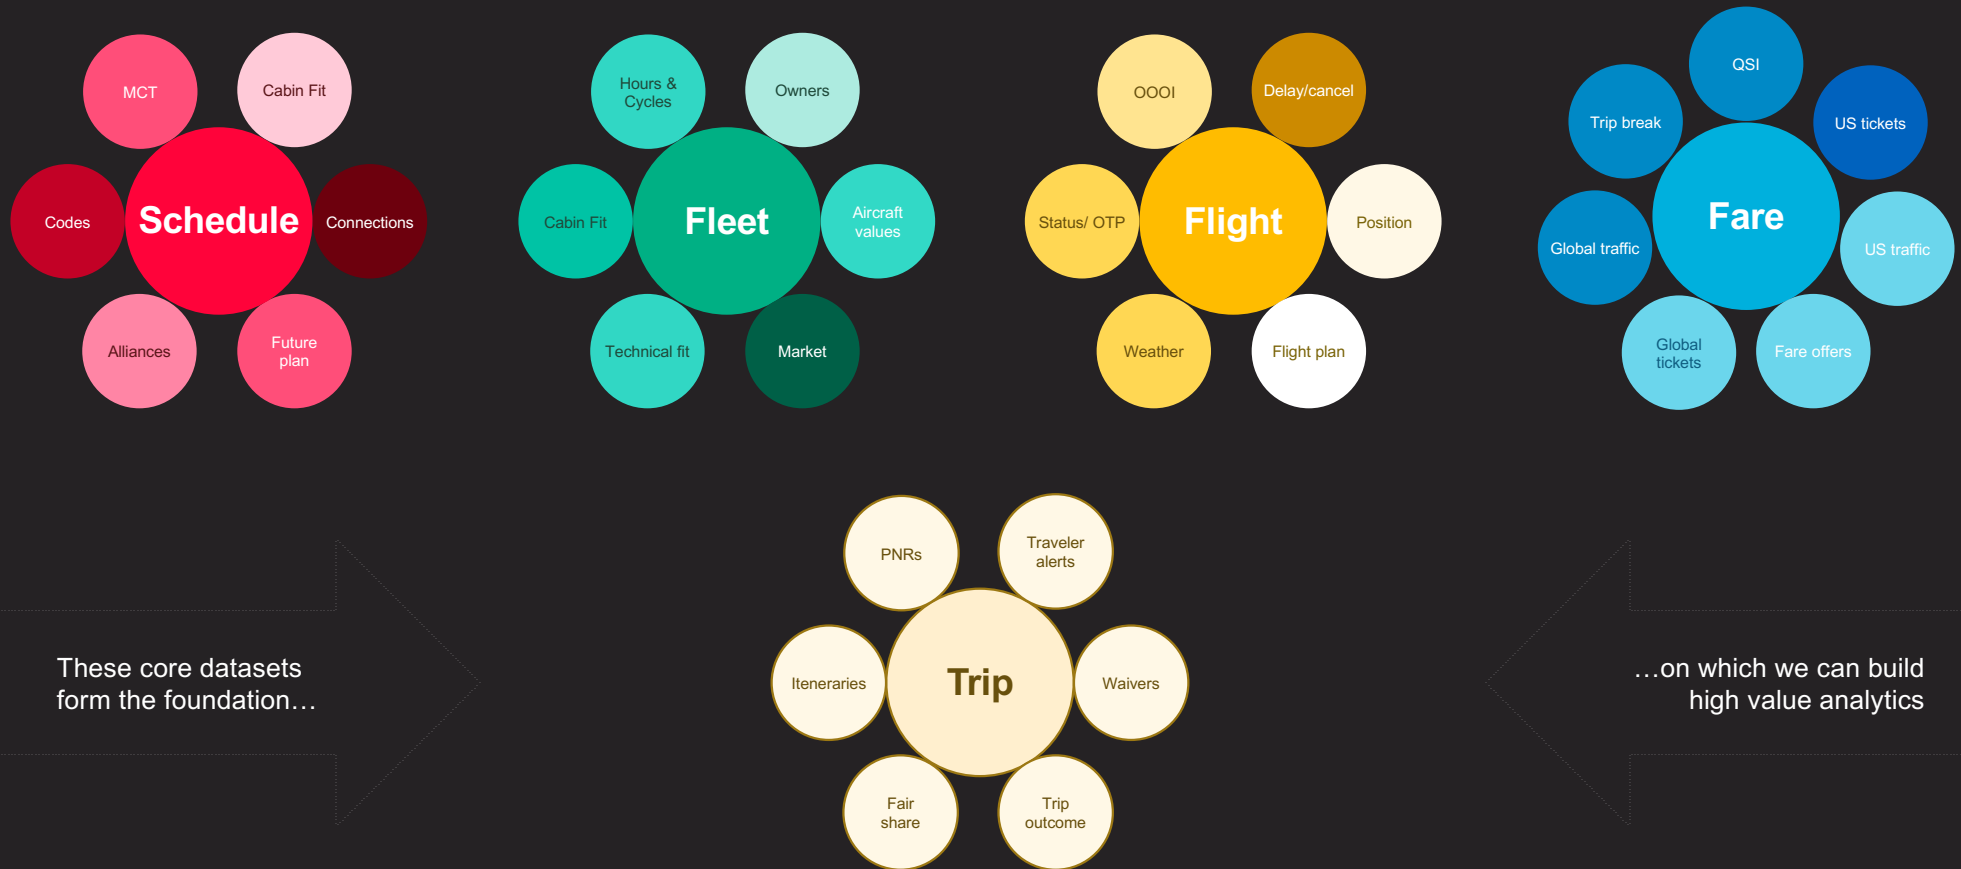 MCT
Cabin Fit
Codes
Schedule
Connections
Alliances
Future
plan
Hours &
Cycles
Owners
Cabin Fit
Fleet
Aircraft
values
Technical fit
Market
OOOI
Delay/cancel
Status/ OTP
Flight
Position
Weather
Flight plan
QSI
Trip break
US tickets
Fare
Global traffic
US traffic
Global
tickets
Fare offers
These core datasets
form the foundation…
PNRs
Traveler
alerts
Iteneraries
Trip
Waivers
Fair
share
Trip
outcome
…on which we can build
high value analytics